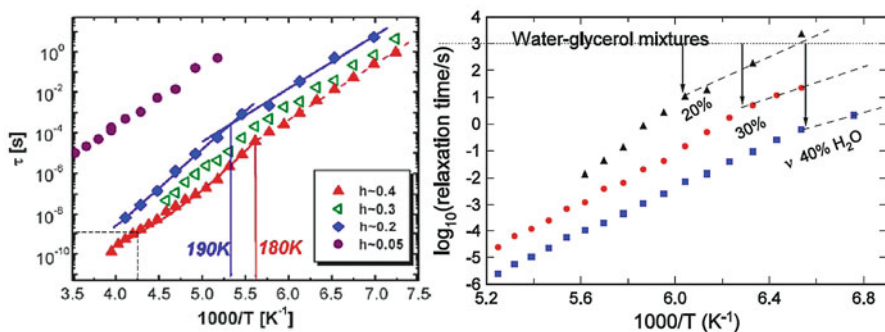 10⁰
10⁻²
10⁻⁴
10⁻⁶
10⁻⁸
10⁻¹⁰
τ [s]
190K
180K
h~0.4
h~0.3
h~0.2
h~0.05
3.5 4.0 4.5 5.0 5.5 6.0 6.5 7.0 7.5
1000/T [K⁻¹]
Water-glycerol mixtures
20%
30%
ν 40% H₂O
log₁₀(relaxation time/s)
4
3
2
1
0
-1
-2
-3
-4
-5
-6
5.2 5.6 6.0 6.4 6.8
1000/T (K⁻¹)